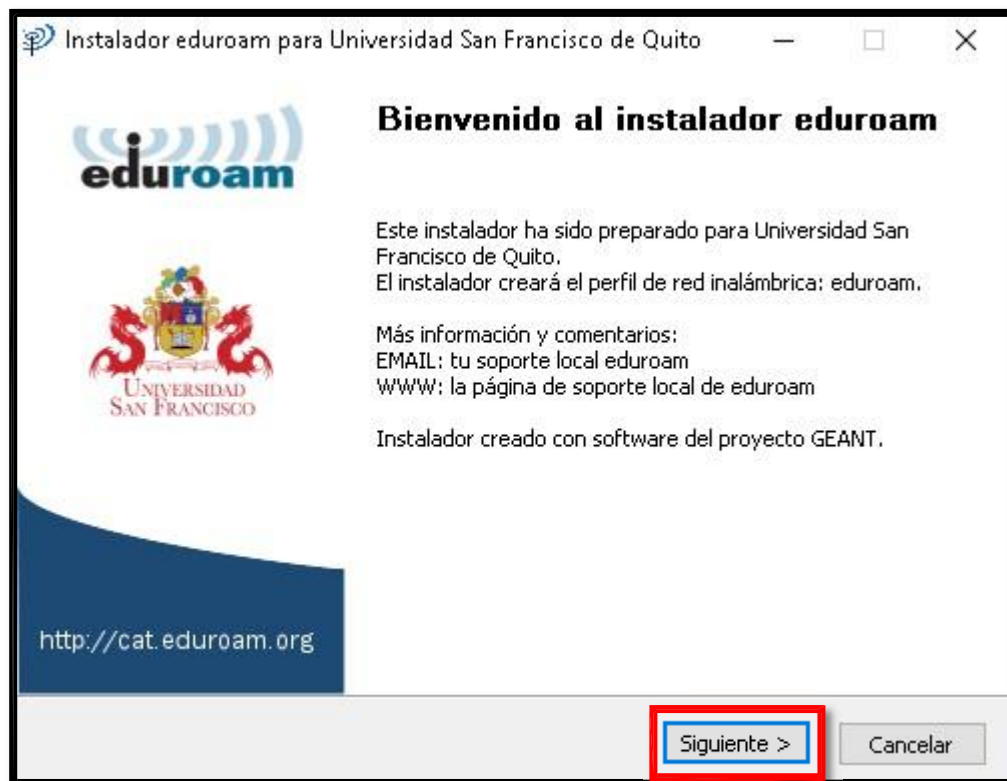 Instalador eduroam para Universidad San Francisco de Quito
eduroam
Bienvenido al instalador eduroam
Este instalador ha sido preparado para Universidad San
Francisco de Quito.
El instalador creará el perfil de red inalámbrica: eduroam.
Más información y comentarios:
EMAIL: tu soporte local eduroam
WWW: la página de soporte local de eduroam
Instalador creado con software del proyecto GEANT.
UNIVERSIDAD
SAN FRANCISCO
http://cat.eduroam.org
Siguiente >
Cancelar